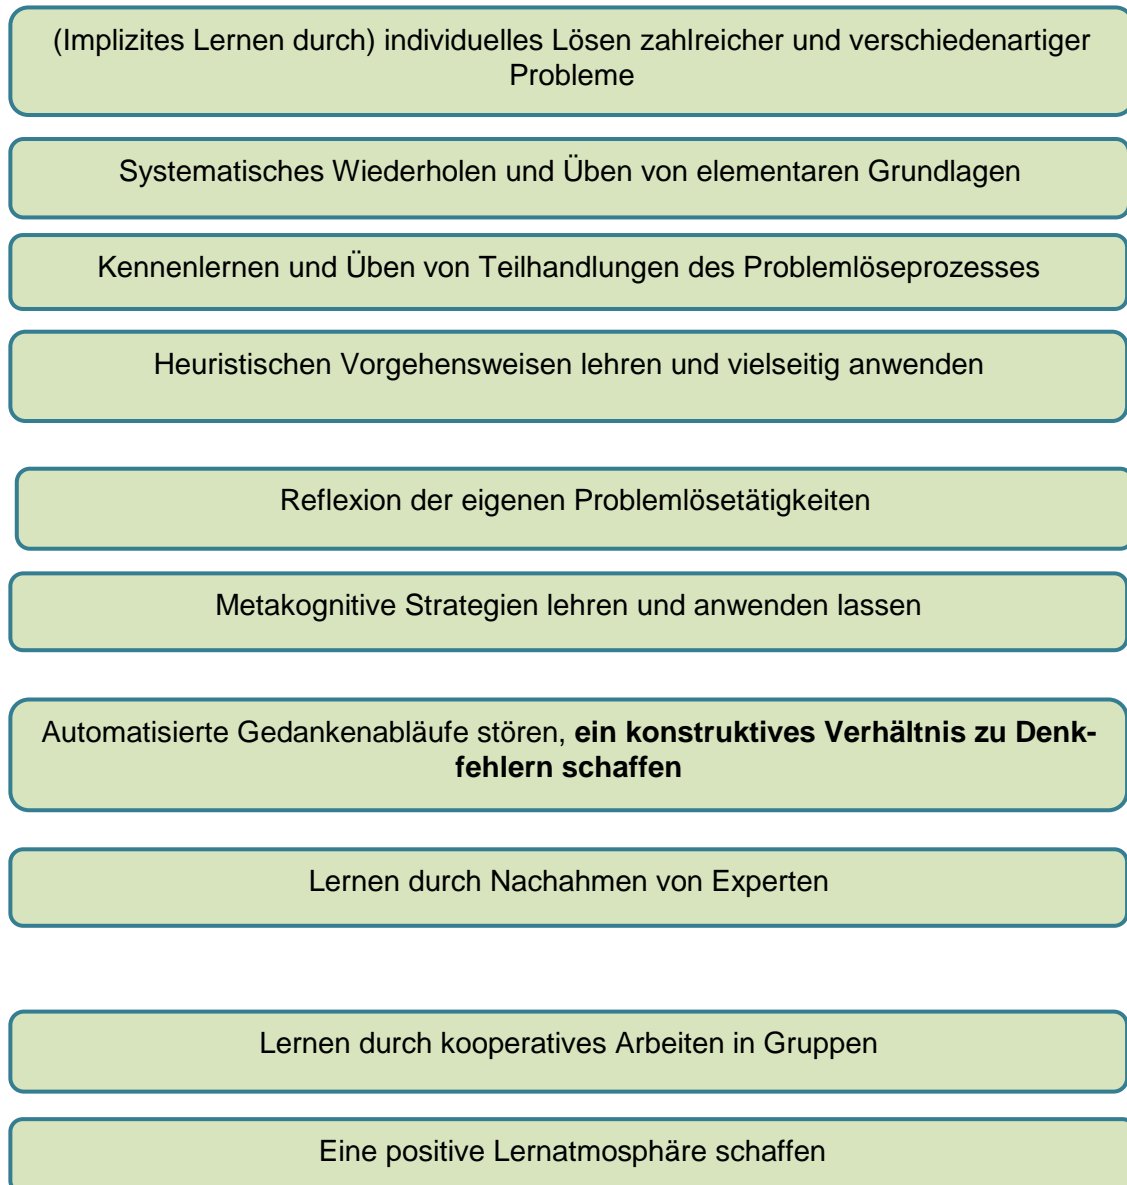 (Implizites Lernen durch) individuelles Lösen zahlreicher und verschiedenartiger
Probleme
Systematisches Wiederholen und Üben von elementaren Grundlagen
Kennenlernen und Üben von Teilhandlungen des Problemlöseprozesses
Heuristischen Vorgehensweisen lehren und vielseitig anwenden
Reflexion der eigenen Problemlösetätigkeiten
Metakognitive Strategien lehren und anwenden lassen
Automatisierte Gedankenabläufe stören, ein konstruktives Verhältnis zu Denk-
fehlern schaffen
Lernen durch Nachahmen von Experten
Lernen durch kooperatives Arbeiten in Gruppen
Eine positive Lernatmosphäre schaffen